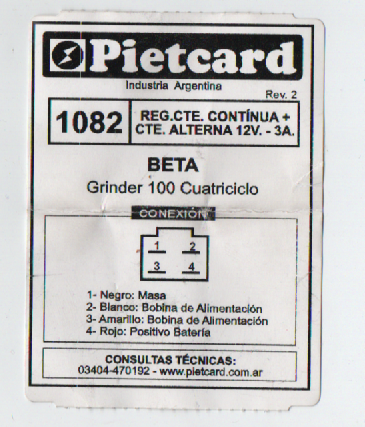 Pietcard
Industria Argentina
Rev. 2
1082
REG.CTE. CONTÍNUA +
CTE. ALTERNA 12V. - 3A.
BETA
Grinder 100 Cuatriciclo
CONEXIÓN
1 2
3 4
1- Negro: Masa
2- Blanco: Bobina de Alimentación
3- Amarillo: Bobina de Alimentación
4- Rojo: Positivo Batería
CONSULTAS TÉCNICAS:
03404-470192 - www.pietcard.com.ar